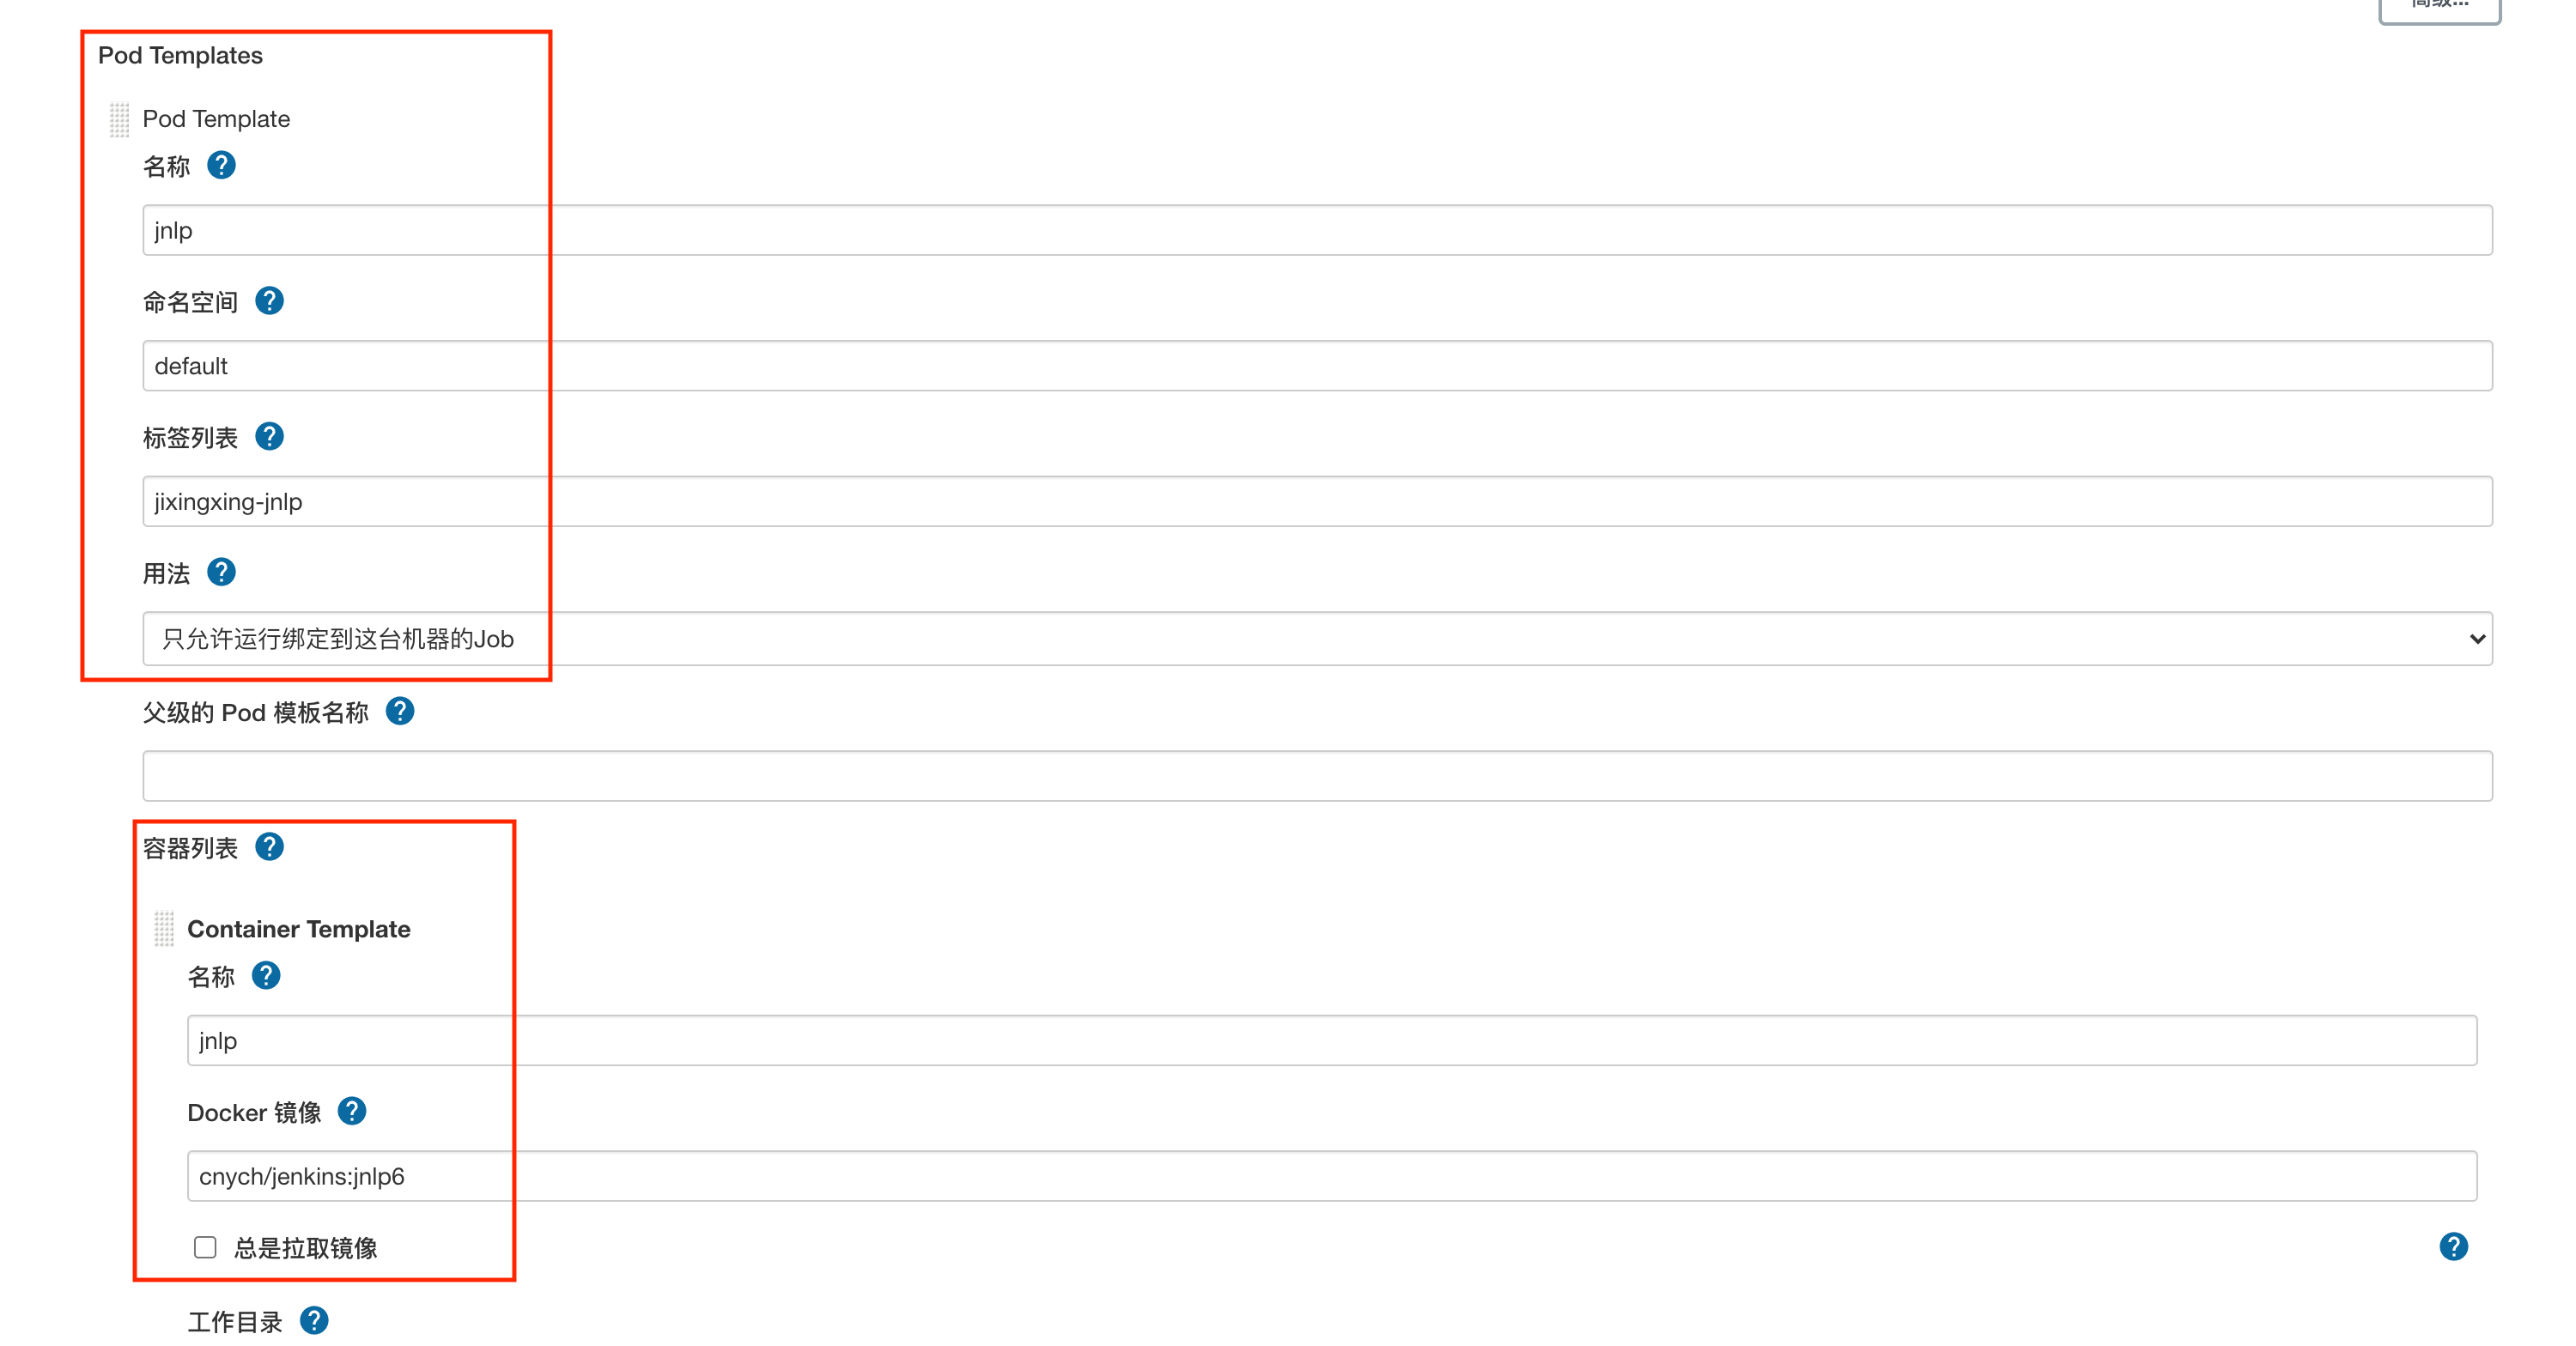 高级...
Pod Templates
Pod Template
名称
jnlp
命名空间
default
标签列表
jixingxing-jnlp
用法
只允许运行绑定到这台机器的Job
父级的 Pod 模板名称
容器列表
Container Template
名称
jnlp
Docker 镜像
cnych/jenkins:jnlp6
总是拉取镜像
工作目录